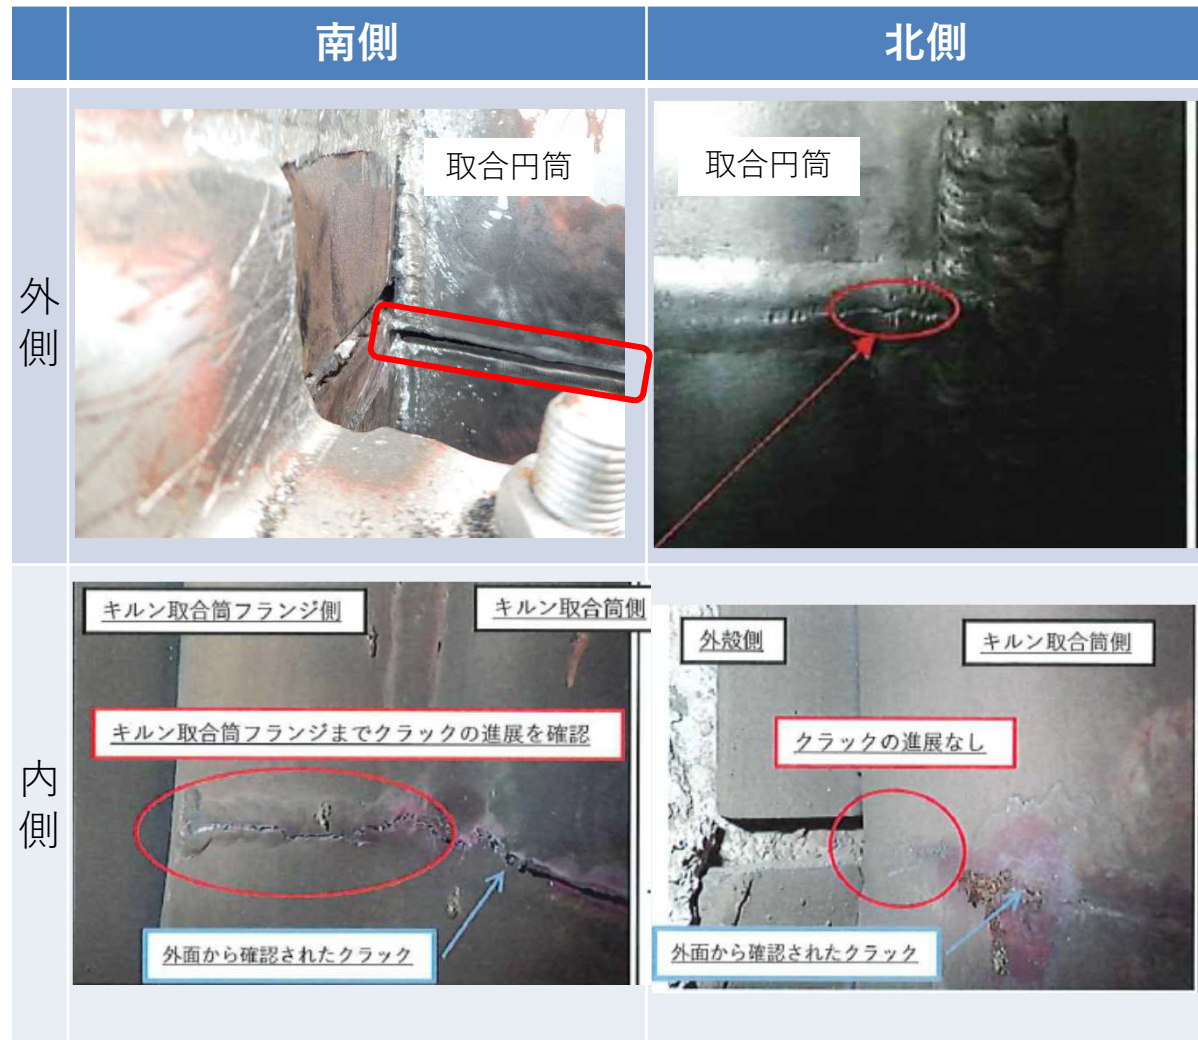 南側
北側
外側
取合円筒
取合円筒
内側
キルン取合筒フランジ側
キルン取合筒側
キルン取合筒フランジまでクラックの進展を確認
外面から確認されたクラック
外殻側
キルン取合筒側
クラックの進展なし
外面から確認されたクラック